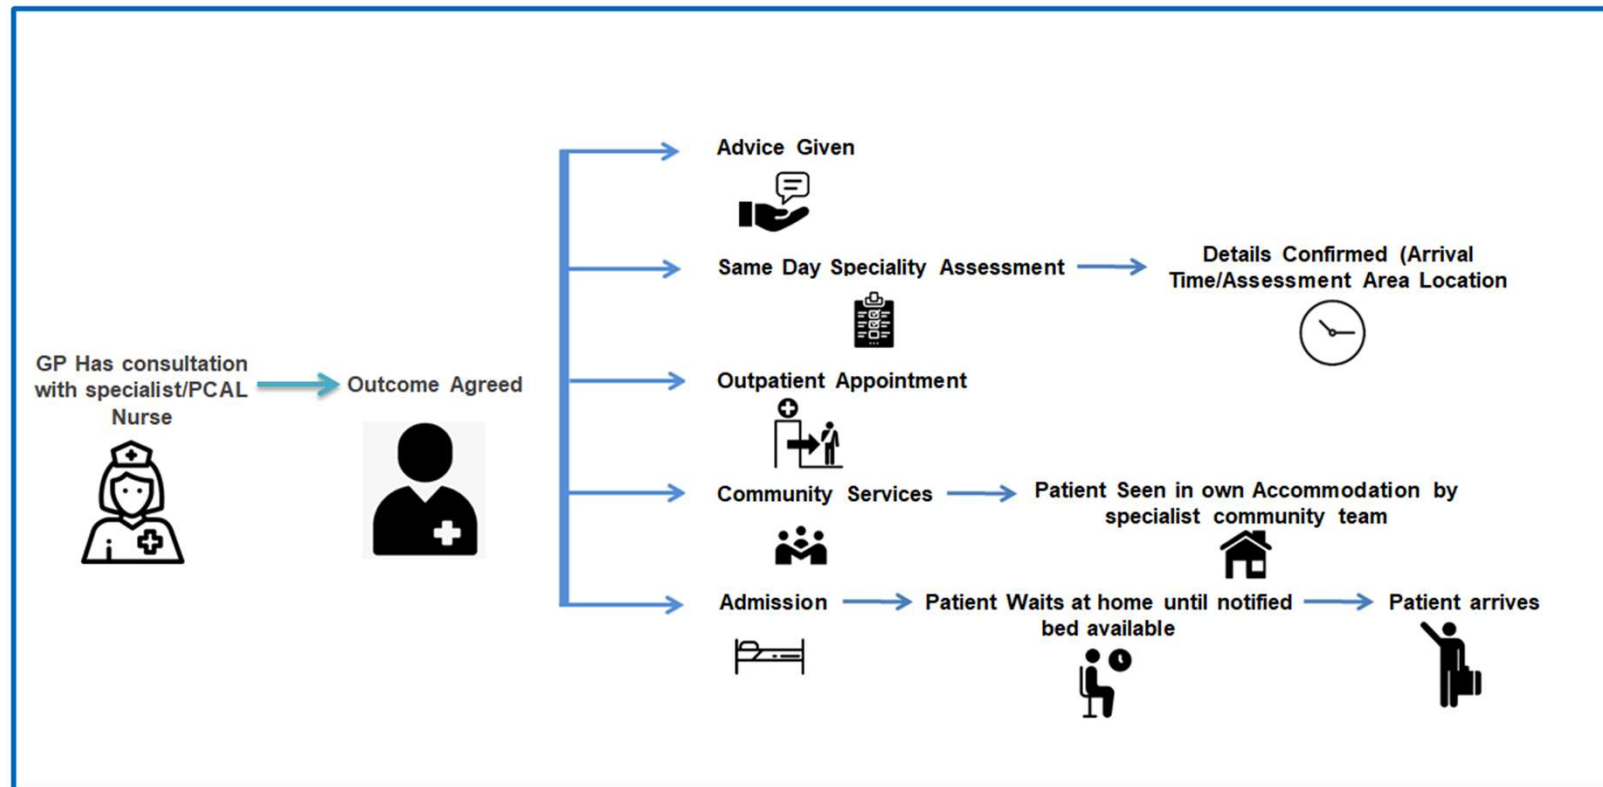 GP Has consultation
with specialist/PCAL
Nurse
Outcome Agreed
Advice Given
Same Day Speciality Assessment
Details Confirmed (Arrival
Time/Assessment Area Location
Outpatient Appointment
Community Services
Patient Seen in own Accommodation by
specialist community team
Admission
Patient Waits at home until notified
bed available
Patient arrives